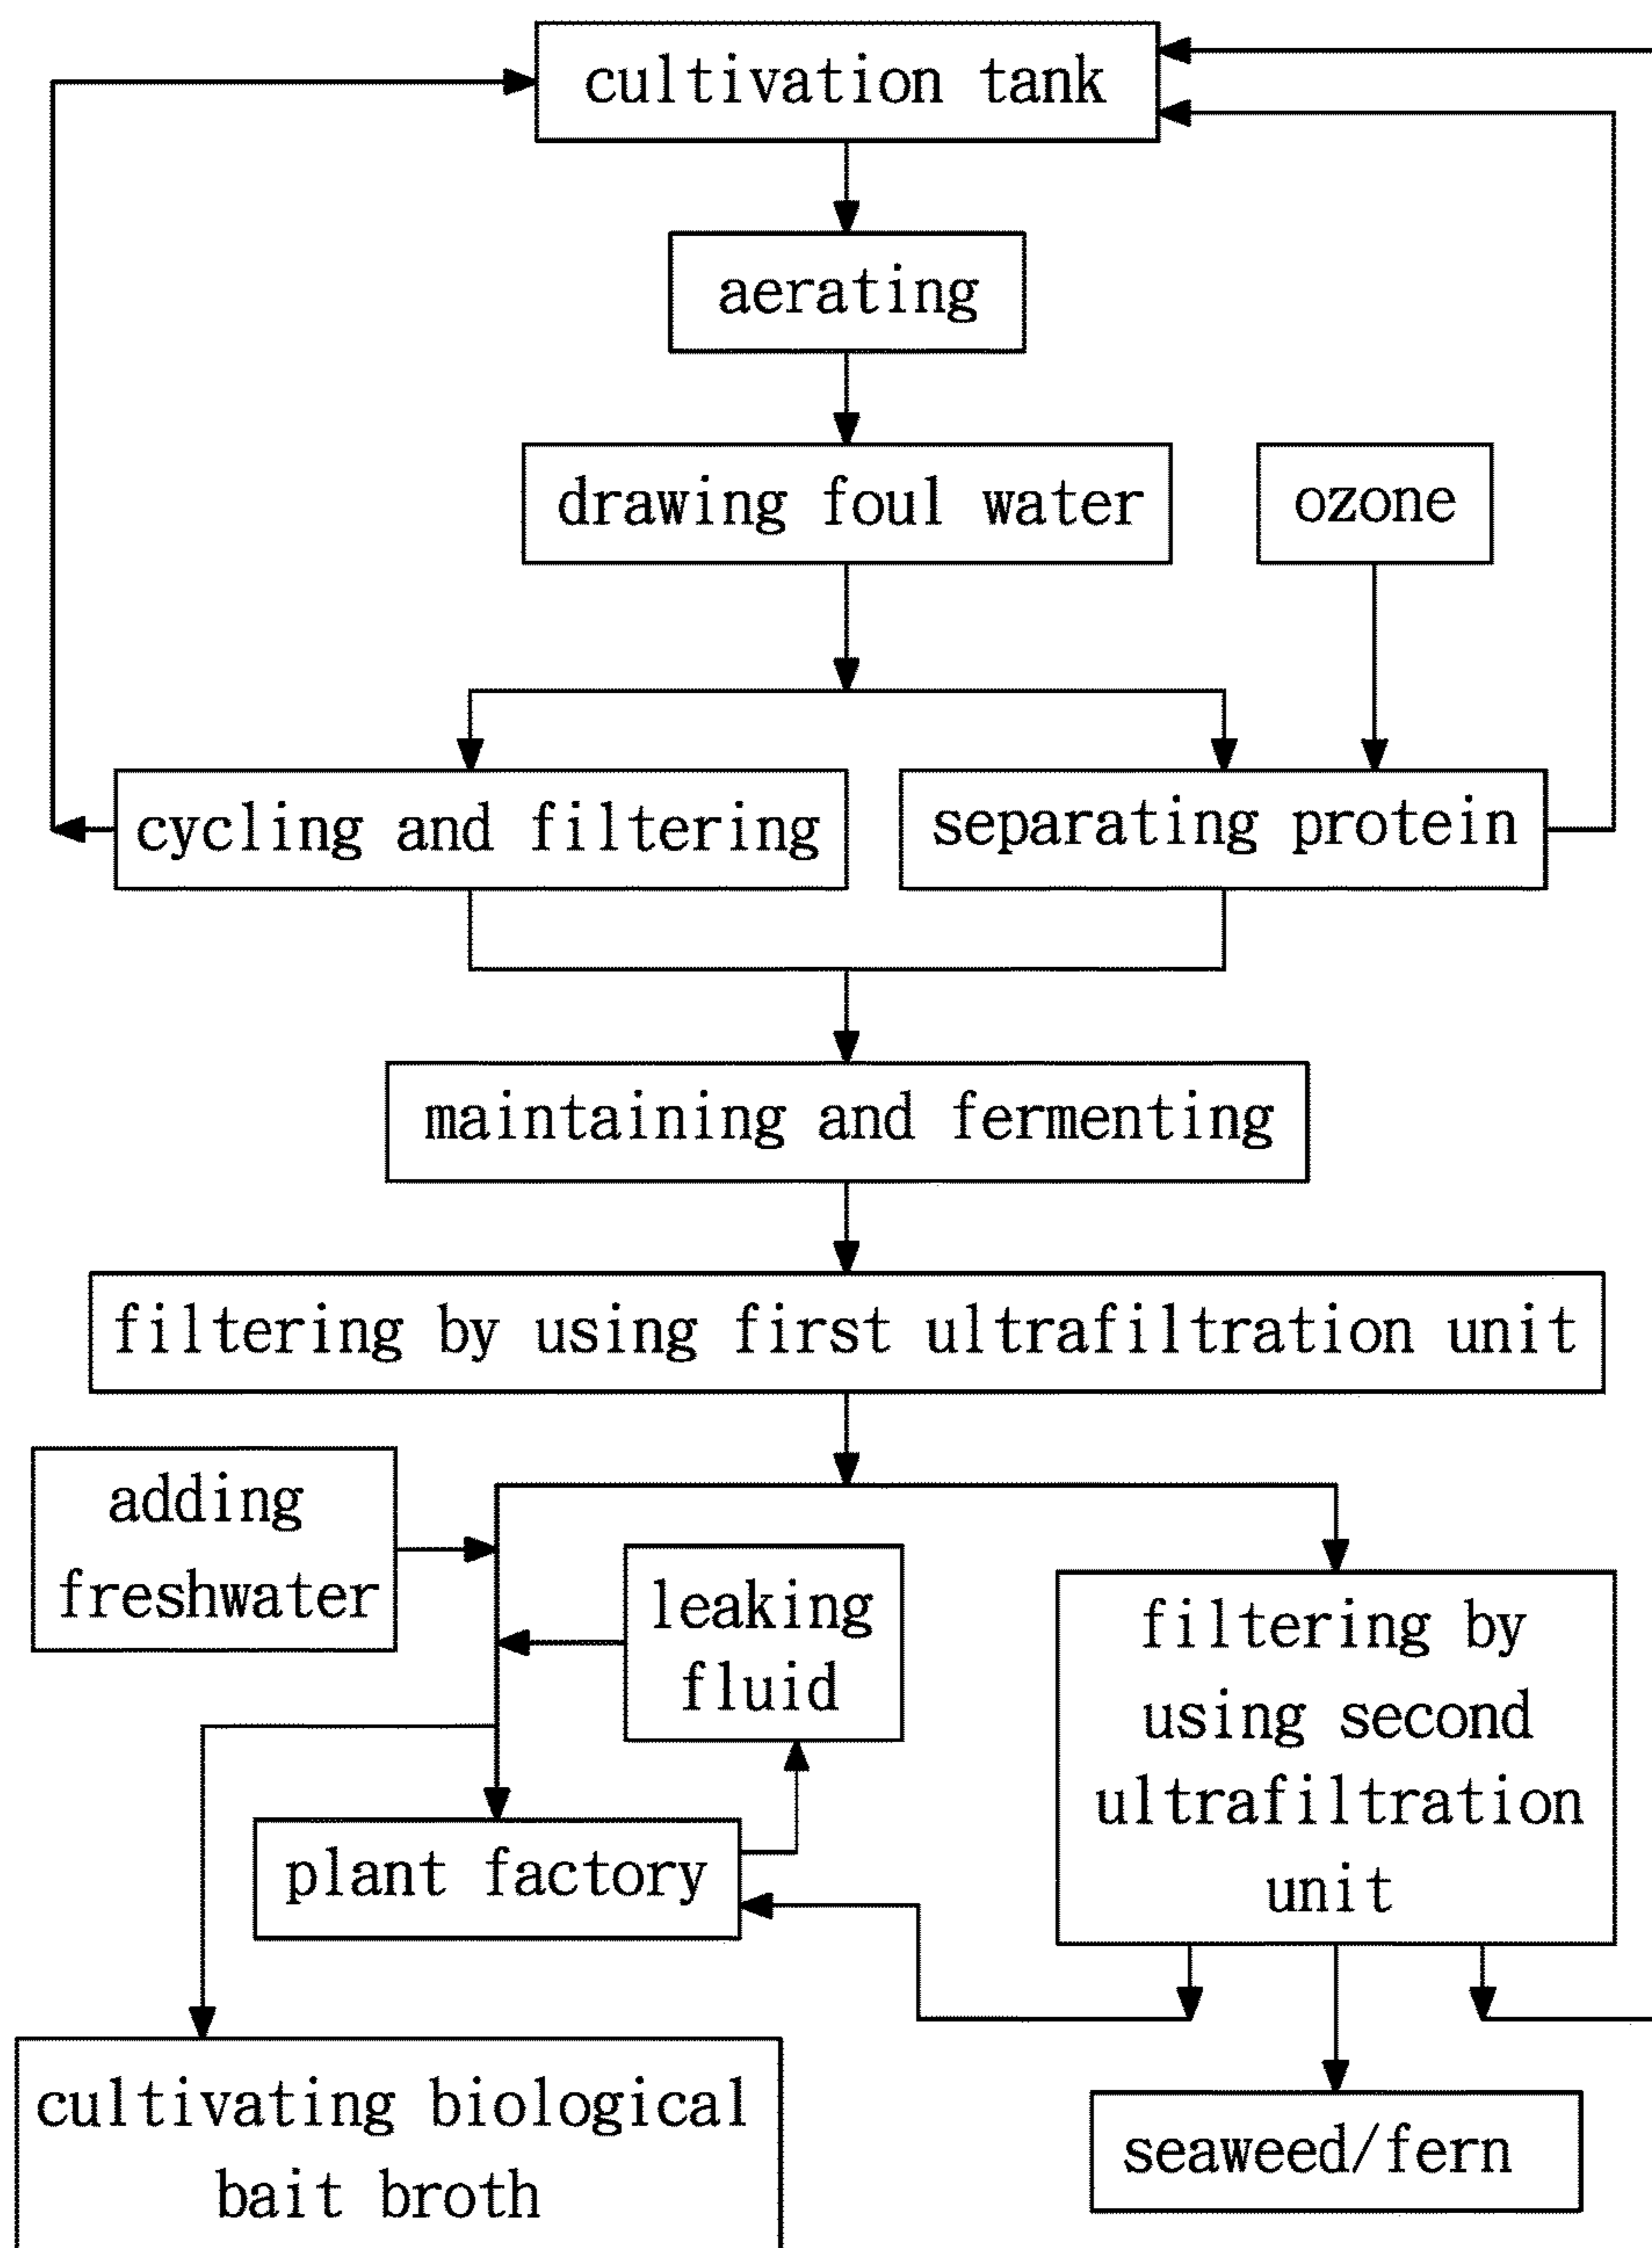 cultivation tank
aerating
drawing foul water
ozone
cycling and filtering
separating protein
maintaining and fermenting
filtering by using first ultrafiltration unit
adding
freshwater
leaking
fluid
filtering by
using second
ultrafiltration
unit
plant factory
cultivating biological
bait broth
seaweed/fern